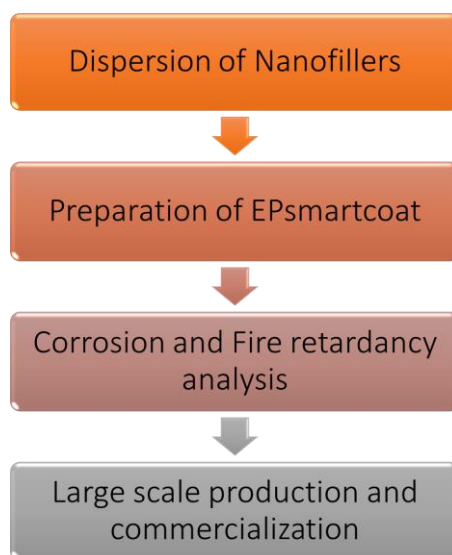 Dispersion of Nanofillers
Preparation of EPsmartcoat
Corrosion and Fire retardancy
analysis
Large scale production and
commercialization